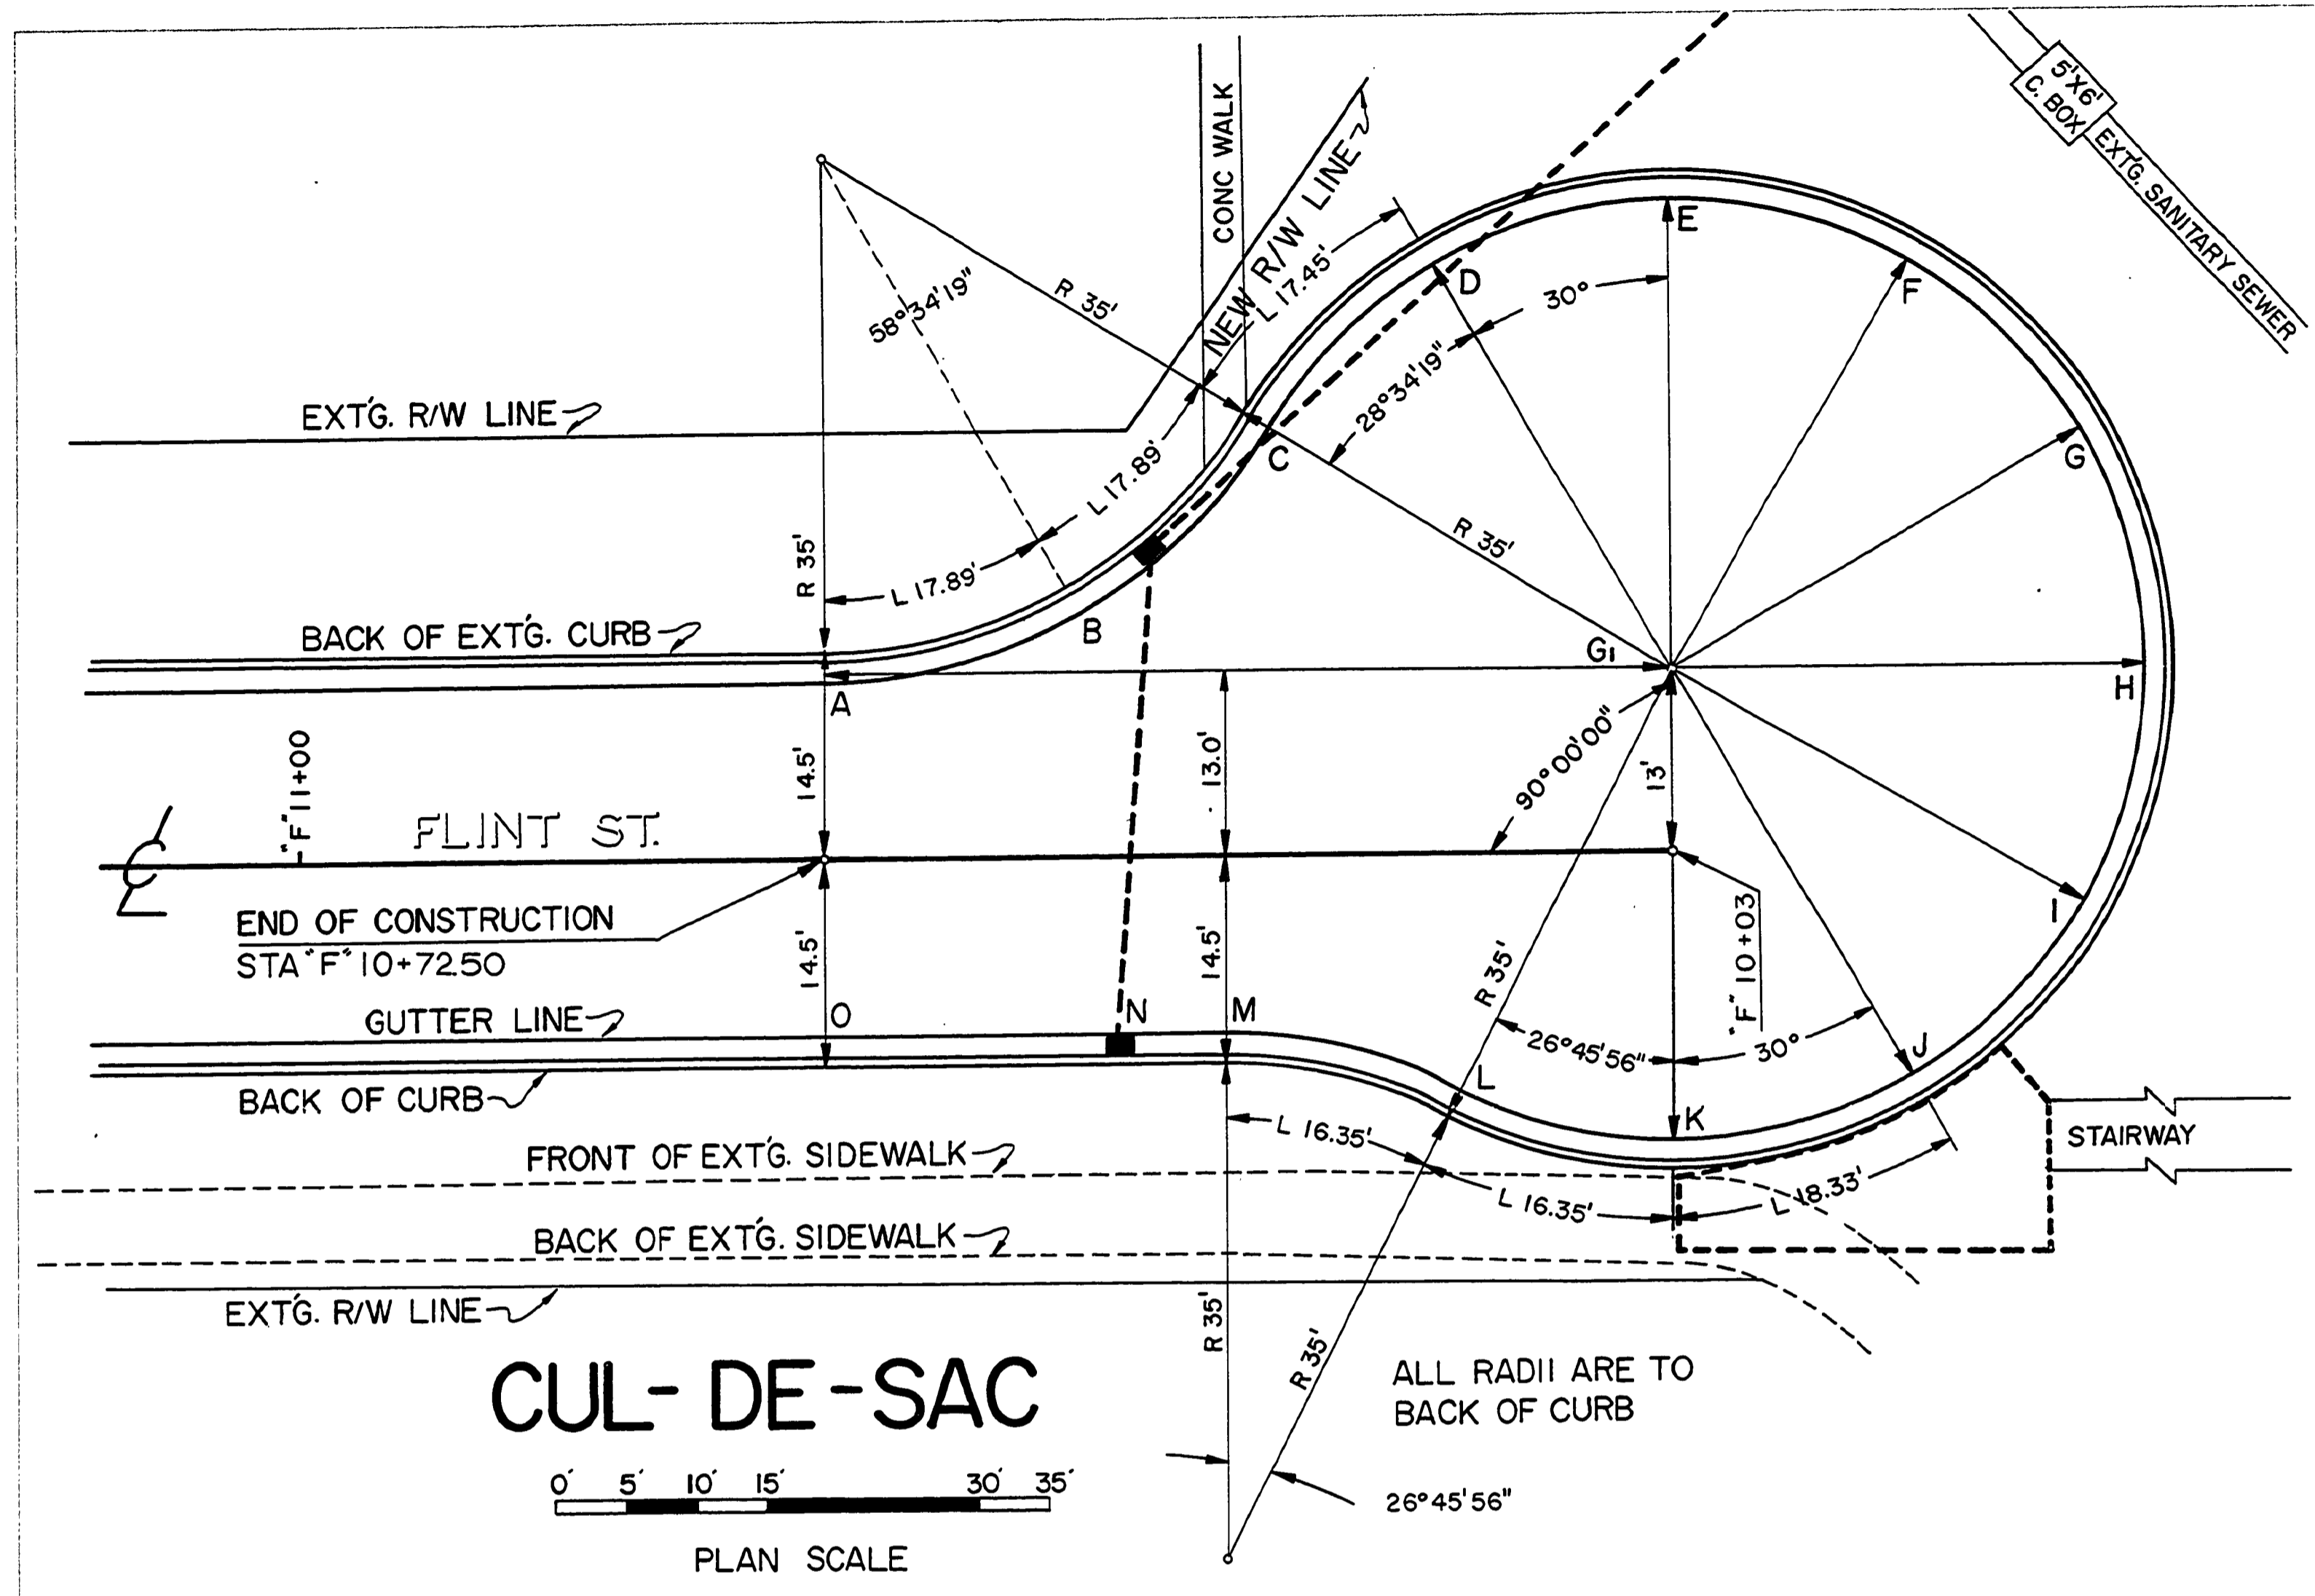 5'X6'
C. BOX
EXT'G. SANITARY SEWER
CONC WALK
NEW R/W LINE
58°34'19"
R 35'
L 17.45'
E
D
30°
F
28°34'19"
EXT'G. R/W LINE
C
G
L 17.89'
R 35'
R 35'
L 17.89'
BACK OF EXT'G. CURB
B
G1
A
H
"F" 11+00
14.5'
13.0'
90°00'00"
13'
FLINT ST.
END OF CONSTRUCTION
STA "F" 10+72.50
14.5'
14.5'
R 35'
"F" 10+03
I
GUTTER LINE
O
N
M
26°45'56"
30°
J
BACK OF CURB
L
K
L 16.35'
STAIRWAY
FRONT OF EXT'G. SIDEWALK
L 16.35'
L 18.33'
BACK OF EXT'G. SIDEWALK
EXT'G. R/W LINE
R 35'
R 35'
CUL-DE-SAC
ALL RADII ARE TO
BACK OF CURB
0' 5' 10' 15' 30' 35'
26°45'56"
PLAN SCALE